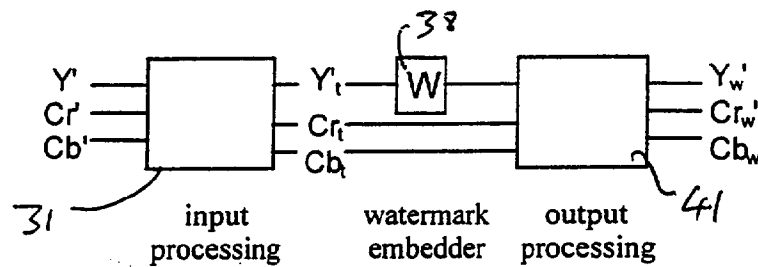 38
Y' Y't W Yw'
Cr' Crt Crw'
Cb' Cbt Cbw
31 41
input watermark output
processing embedder processing